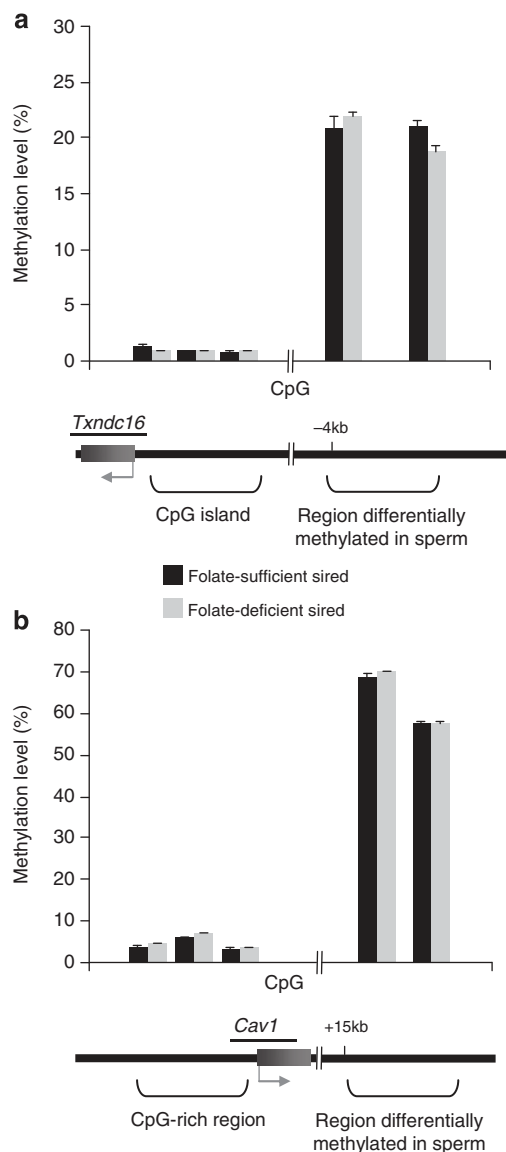 a
Methylation level (%)
30
25
20
15
10
5
0
CpG
Txndc16
–4kb
CpG island
Region differentially
methylated in sperm
Folate-sufficient sired
Folate-deficient sired
b
Methylation level (%)
80
70
60
50
40
30
20
10
0
CpG
Cav1
+15kb
CpG-rich region
Region differentially
methylated in sperm